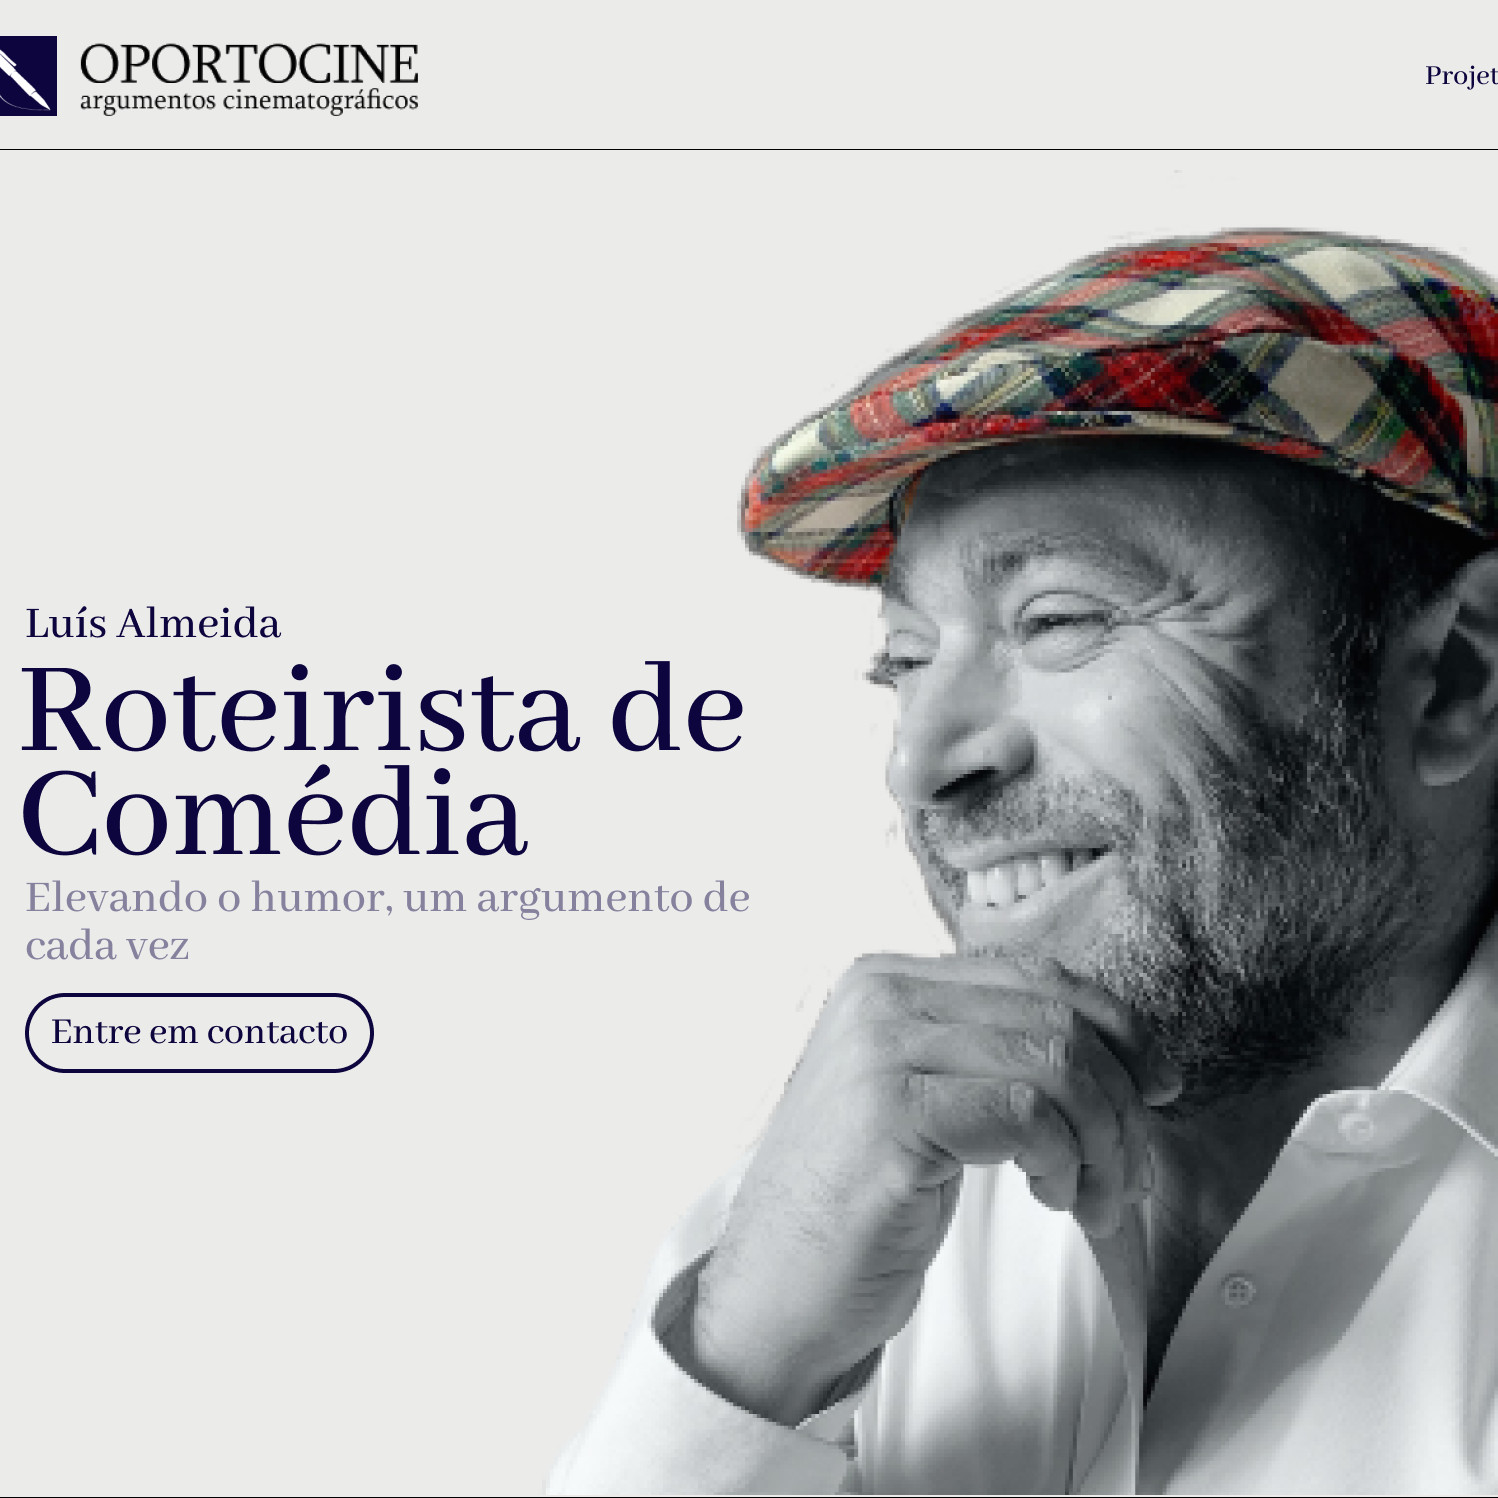 OPORTOCINE
argumentos cinematográficos
Projet
Luís Almeida
Roteirista de
Comédia
Elevando o humor, um argumento de
cada vez
Entre em contacto